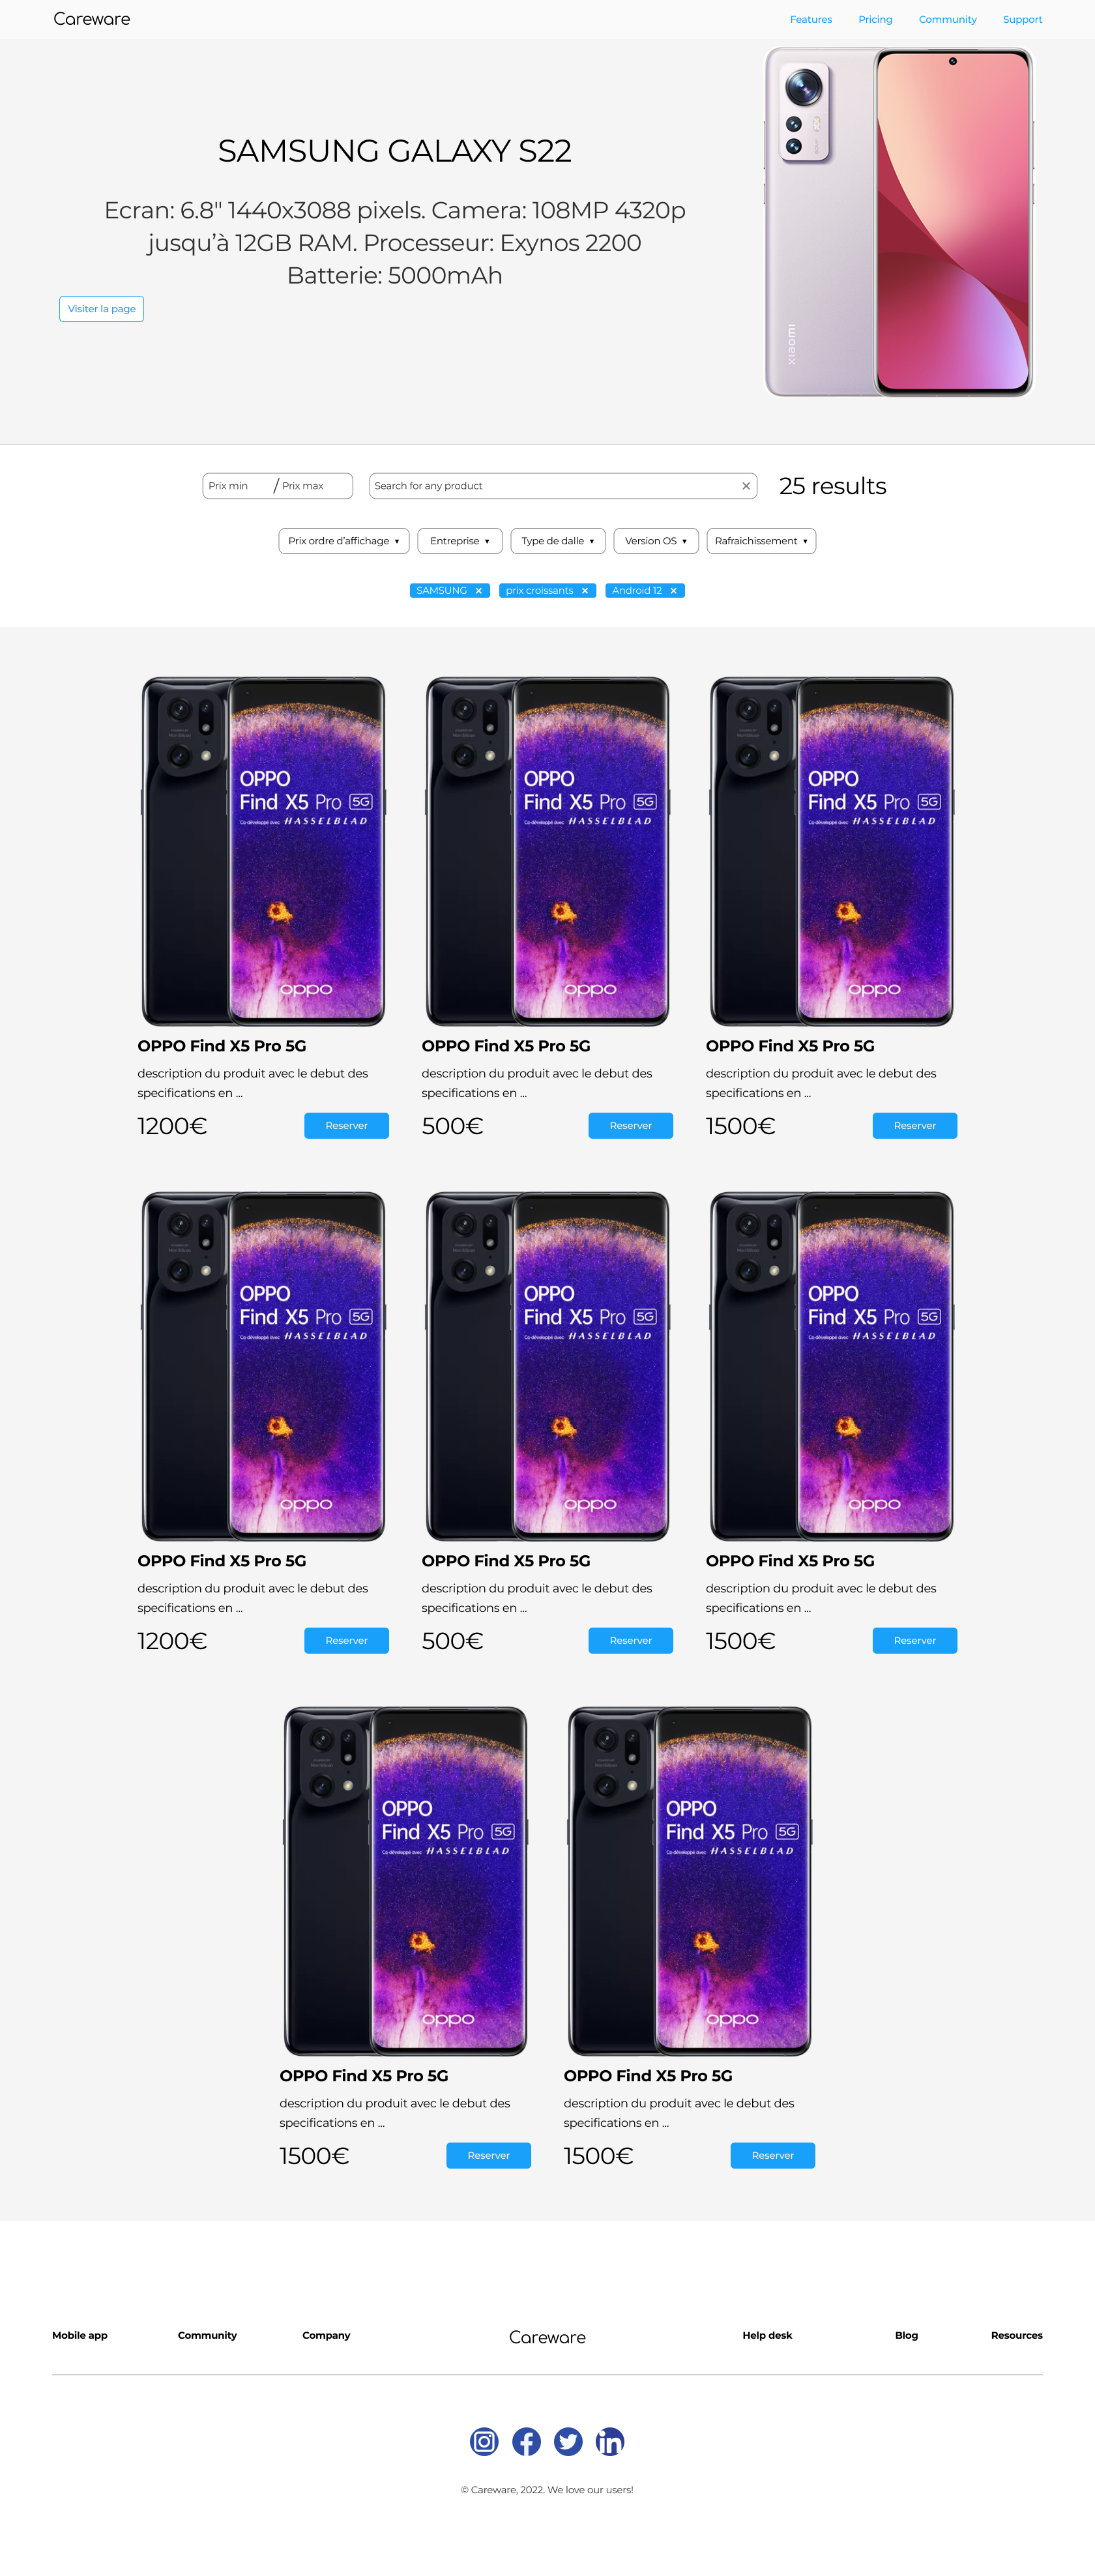 Careware
Features Pricing Community Support
SAMSUNG GALAXY S22
Ecran: 6.8" 1440x3088 pixels. Camera: 108MP 4320p
jusqu’à 12GB RAM. Processeur: Exynos 2200
Batterie: 5000mAh
Visiter la page
xiaomi
Prix min / Prix max
Search for any product
25 results
Prix ordre d’affichage
Entreprise
Type de dalle
Version OS
Rafraichissement
SAMSUNG
prix croissants
Android 12
OPPO
Find X5 Pro 5G
Co-développé avec HASSELBLAD
oppo
OPPO
Find X5 Pro 5G
Co-développé avec HASSELBLAD
oppo
OPPO
Find X5 Pro 5G
Co-développé avec HASSELBLAD
oppo
OPPO Find X5 Pro 5G
description du produit avec le debut des
specifications en ...
1200€ Reserver
OPPO Find X5 Pro 5G
description du produit avec le debut des
specifications en ...
500€ Reserver
OPPO Find X5 Pro 5G
description du produit avec le debut des
specifications en ...
1500€ Reserver
OPPO
Find X5 Pro 5G
Co-développé avec HASSELBLAD
oppo
OPPO
Find X5 Pro 5G
Co-développé avec HASSELBLAD
oppo
OPPO
Find X5 Pro 5G
Co-développé avec HASSELBLAD
oppo
OPPO Find X5 Pro 5G
description du produit avec le debut des
specifications en ...
1200€ Reserver
OPPO Find X5 Pro 5G
description du produit avec le debut des
specifications en ...
500€ Reserver
OPPO Find X5 Pro 5G
description du produit avec le debut des
specifications en ...
1500€ Reserver
OPPO
Find X5 Pro 5G
Co-développé avec HASSELBLAD
oppo
OPPO
Find X5 Pro 5G
Co-développé avec HASSELBLAD
oppo
OPPO Find X5 Pro 5G
description du produit avec le debut des
specifications en ...
1500€ Reserver
OPPO Find X5 Pro 5G
description du produit avec le debut des
specifications en ...
1500€ Reserver
Mobile app Community Company Careware Help desk Blog Resources
© Careware, 2022. We love our users!